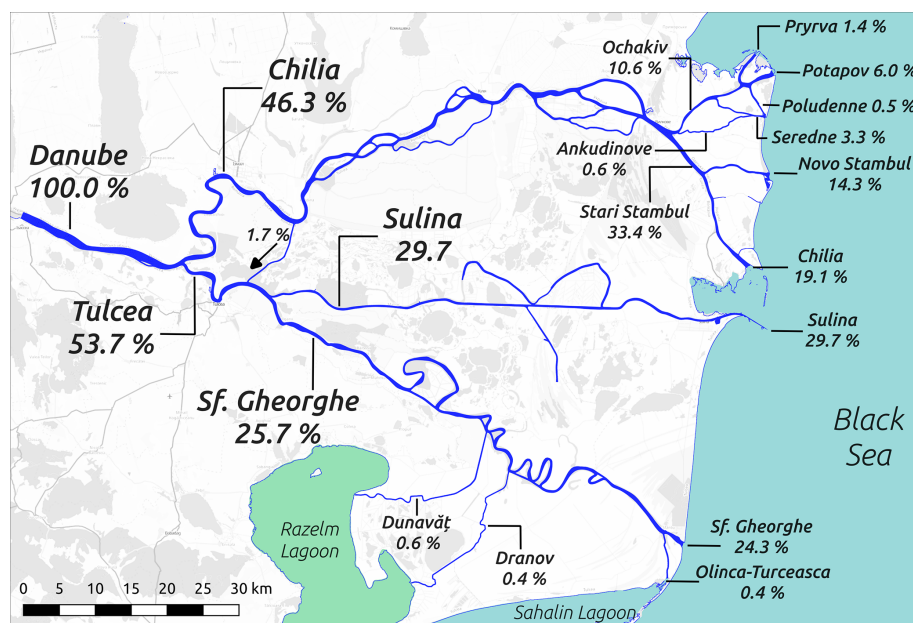 Pryrva 1.4 %
Ochakiv
10.6 %
Potapov 6.0 %
Chilia
46.3 %
Poludenne 0.5 %
Seredne 3.3 %
Ankudinove
0.6 %
Novo Stambul
14.3 %
Danube
100.0 %
Stari Stambul
33.4 %
Sulina
29.7
1.7 %
Chilia
19.1 %
Tulcea
53.7 %
Sulina
29.7 %
Sf. Gheorghe
25.7 %
Black
Sea
Razelm
Lagoon
Dunavăț
0.6 %
Dranov
0.4 %
Sf. Gheorghe
24.3 %
Olinca-Turceasca
0.4 %
0 5 10 15 20 25 30 km
Sahalin Lagoon